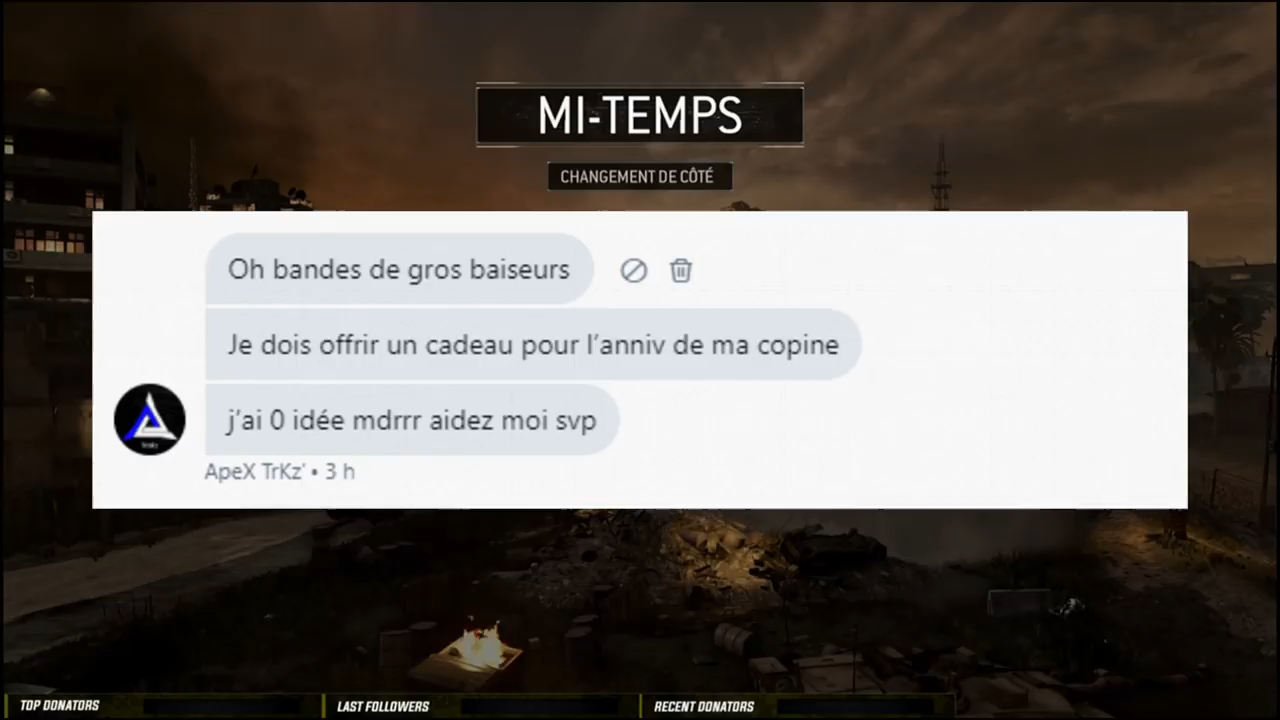 MI-TEMPS
CHANGEMENT DE CÔTÉ
Oh bandes de gros baiseurs
Je dois offrir un cadeau pour l'anniv de ma copine
j'ai 0 idée mdrrr aidez moi svp
ApeX TrKz' • 3 h
TOP DONATORS LAST FOLLOWERS RECENT DONATORS